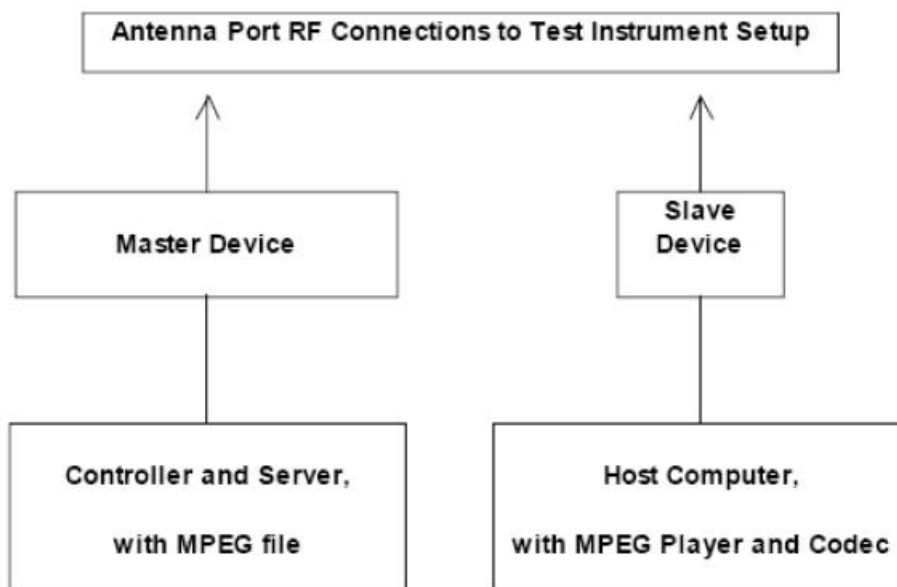 Antenna Port RF Connections to Test Instrument Setup
Master Device
Slave
Device
Controller and Server,
with MPEG file
Host Computer,
with MPEG Player and Codec